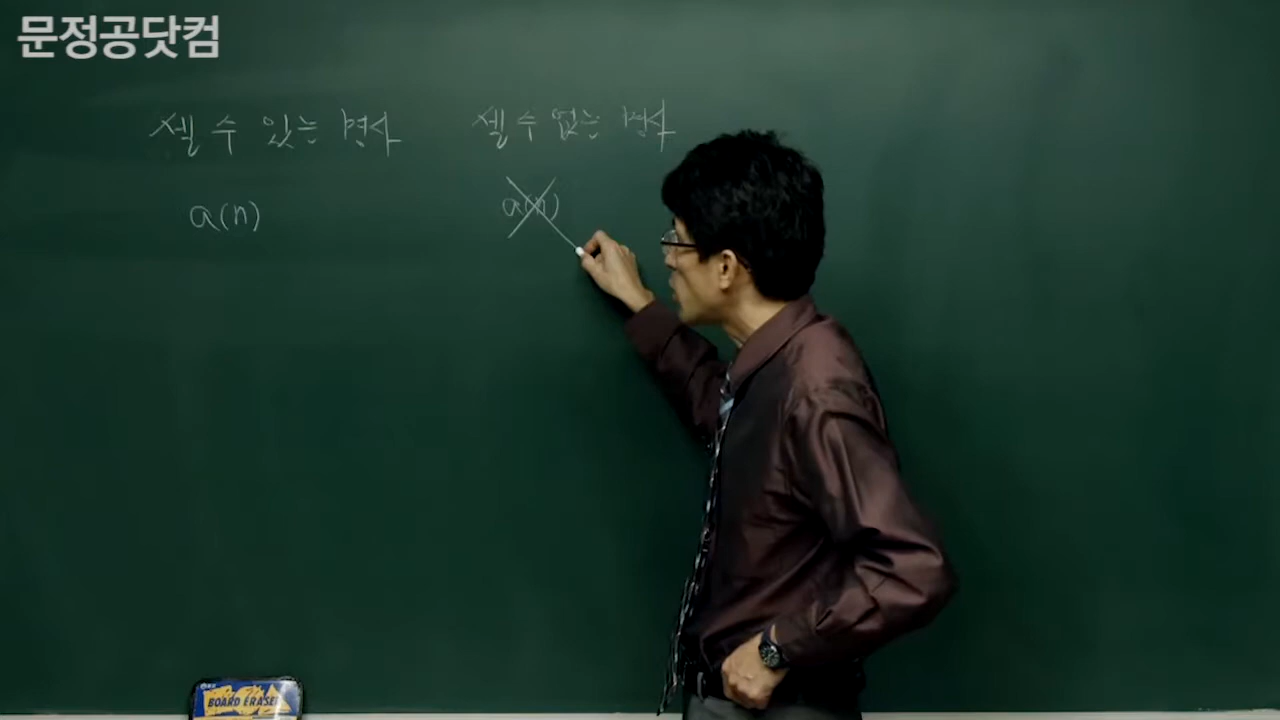 문정공닷컴
셀 수 있는 명사 셀 수 없는 명사
a(n) a(n)
BOARD ERASER